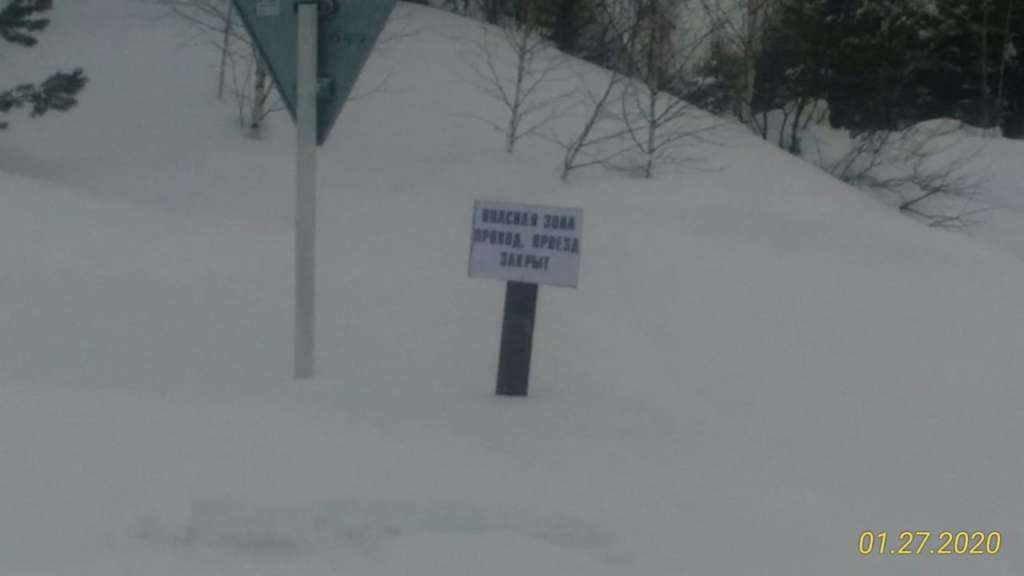 ОПАСНАЯ ЗОНА
ПРОХОД, ПРОЕЗД
ЗАКРЫТ
01.27.2020